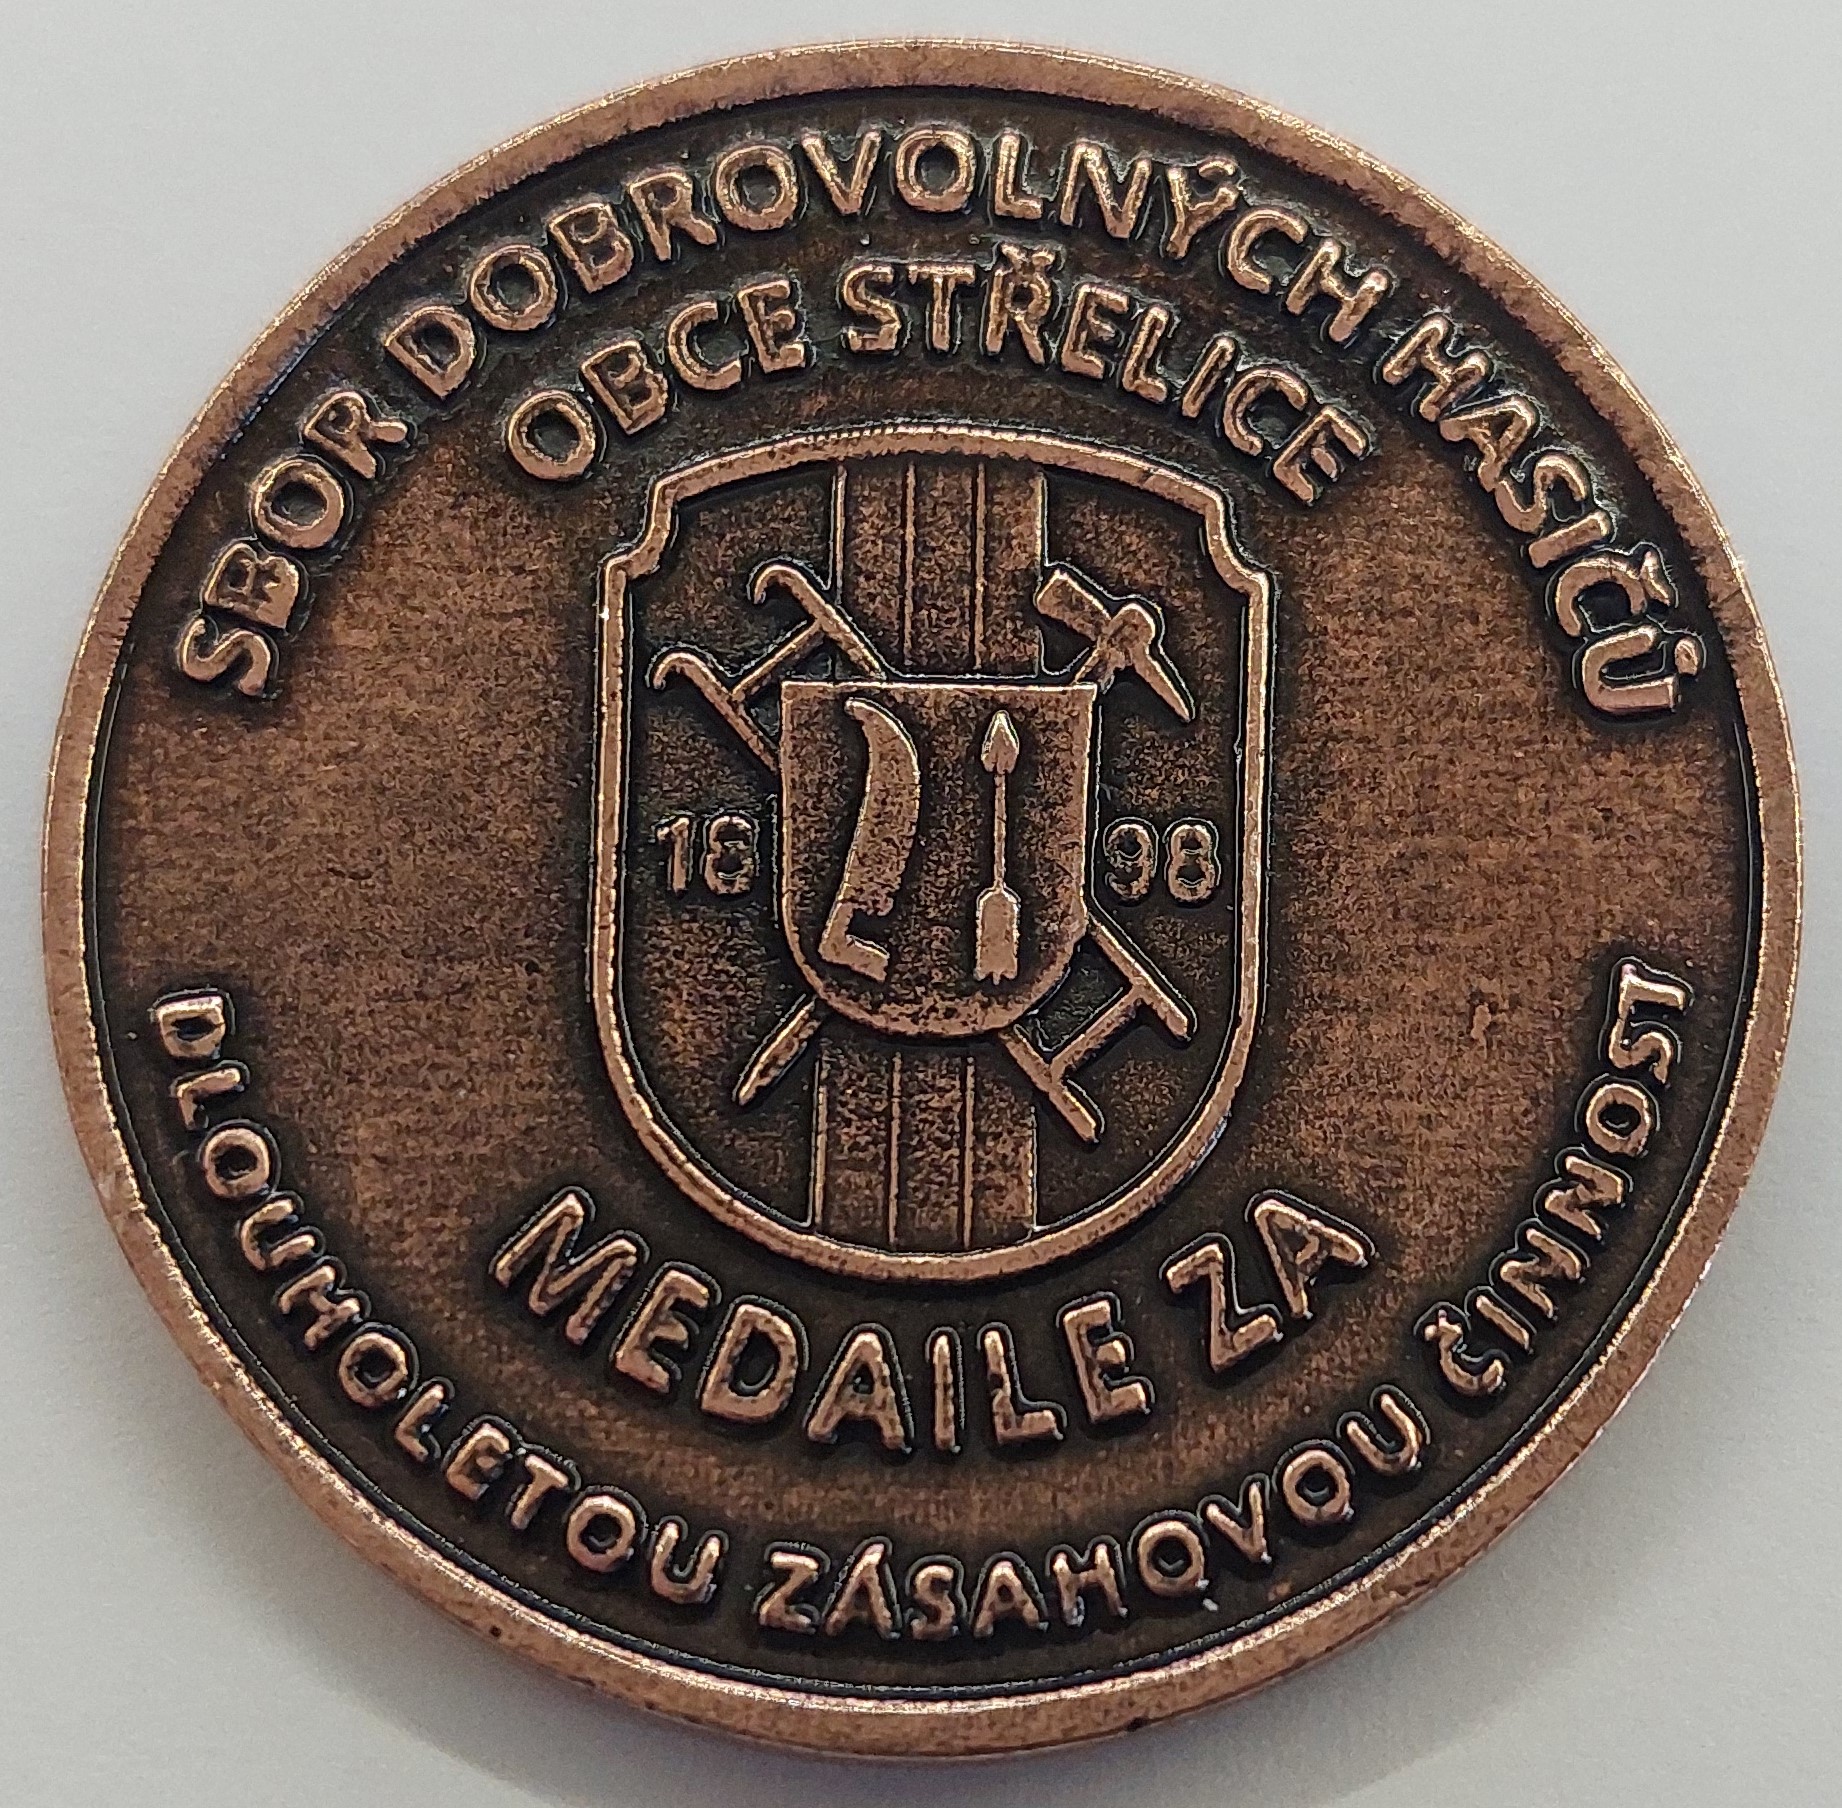 SBOR DOBROVOLNÝCH HASIČŮ
OBCE STŘELICE
18 98
MEDAILE ZA
DLOUHOLETOU ZÁSAHOVOU ČINNOST